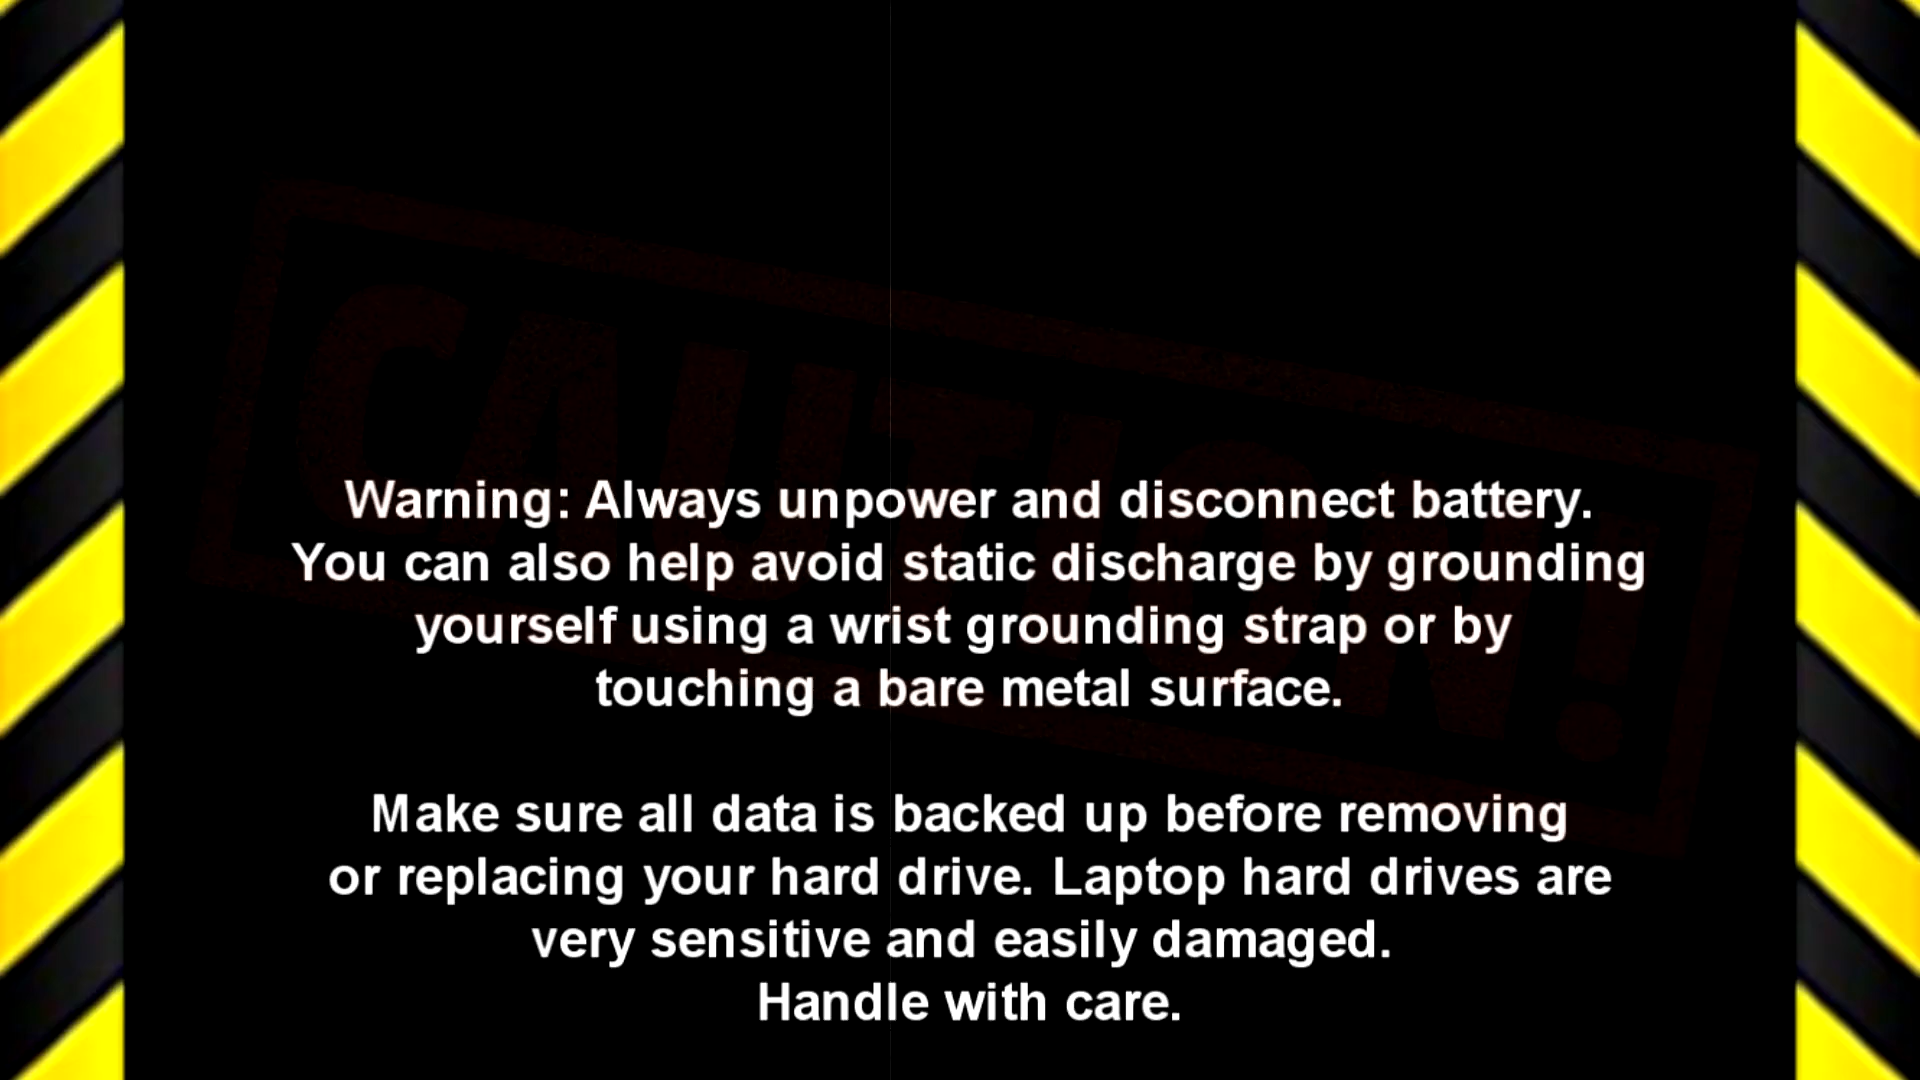 CAUTION!
Warning: Always unpower and disconnect battery.
You can also help avoid static discharge by grounding
yourself using a wrist grounding strap or by
touching a bare metal surface.
Make sure all data is backed up before removing
or replacing your hard drive. Laptop hard drives are
very sensitive and easily damaged.
Handle with care.